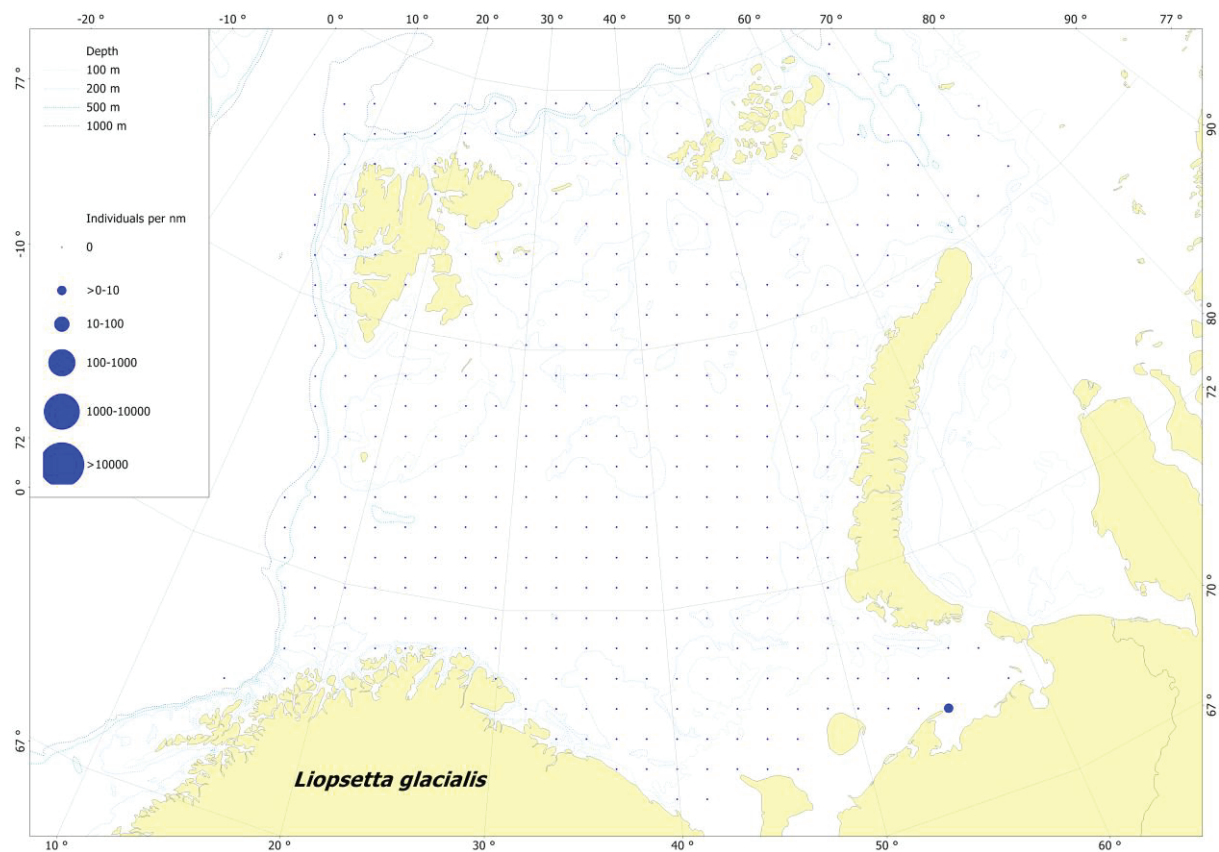 -20 ° -10 ° 0 ° 10 ° 20 ° 30 ° 40 ° 50 ° 60 ° 70 ° 80 ° 90 ° 77 °
Depth
100 m
200 m
500 m
1000 m
Individuals per nm
0
>0-10
10-100
100-1000
1000-10000
>10000
77 °
-10 °
72 °
0 °
67 °
90 °
80 °
72 °
70 °
67 °
Liopsetta glacialis
10 ° 20 ° 30 ° 40 ° 50 ° 60 °